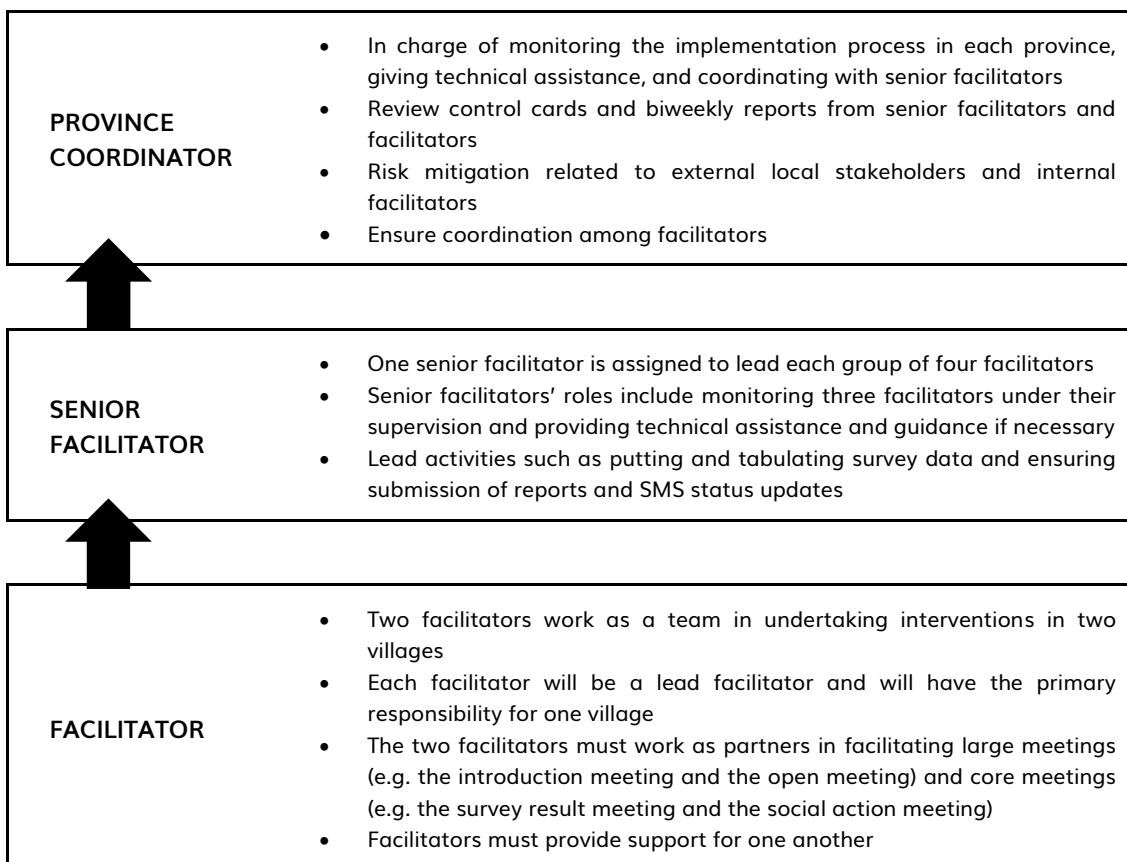 PROVINCE
COORDINATOR
• In charge of monitoring the implementation process in each province,
giving technical assistance, and coordinating with senior facilitators
• Review control cards and biweekly reports from senior facilitators and
facilitators
• Risk mitigation related to external local stakeholders and internal
facilitators
• Ensure coordination among facilitators
SENIOR
FACILITATOR
• One senior facilitator is assigned to lead each group of four facilitators
• Senior facilitators’ roles include monitoring three facilitators under their
supervision and providing technical assistance and guidance if necessary
• Lead activities such as putting and tabulating survey data and ensuring
submission of reports and SMS status updates
FACILITATOR
• Two facilitators work as a team in undertaking interventions in two
villages
• Each facilitator will be a lead facilitator and will have the primary
responsibility for one village
• The two facilitators must work as partners in facilitating large meetings
(e.g. the introduction meeting and the open meeting) and core meetings
(e.g. the survey result meeting and the social action meeting)
• Facilitators must provide support for one another